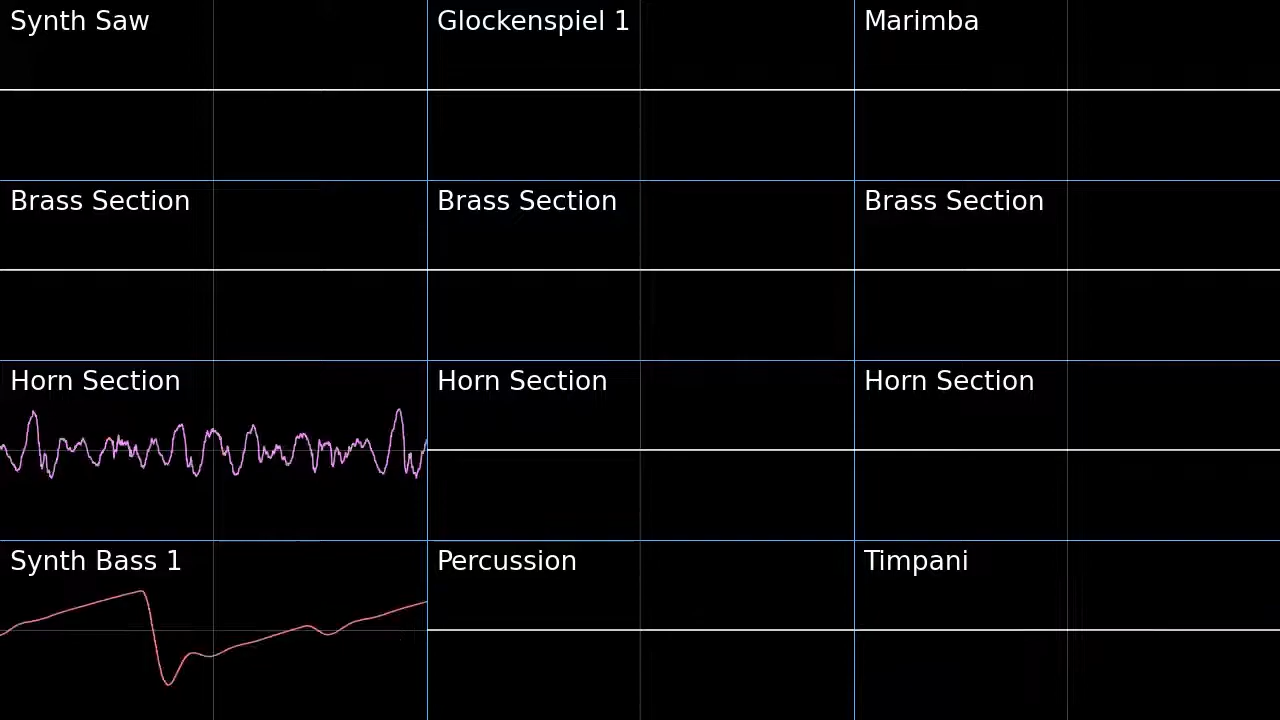 Synth Saw
Glockenspiel 1
Marimba
Brass Section
Brass Section
Brass Section
Horn Section
Horn Section
Horn Section
Synth Bass 1
Percussion
Timpani